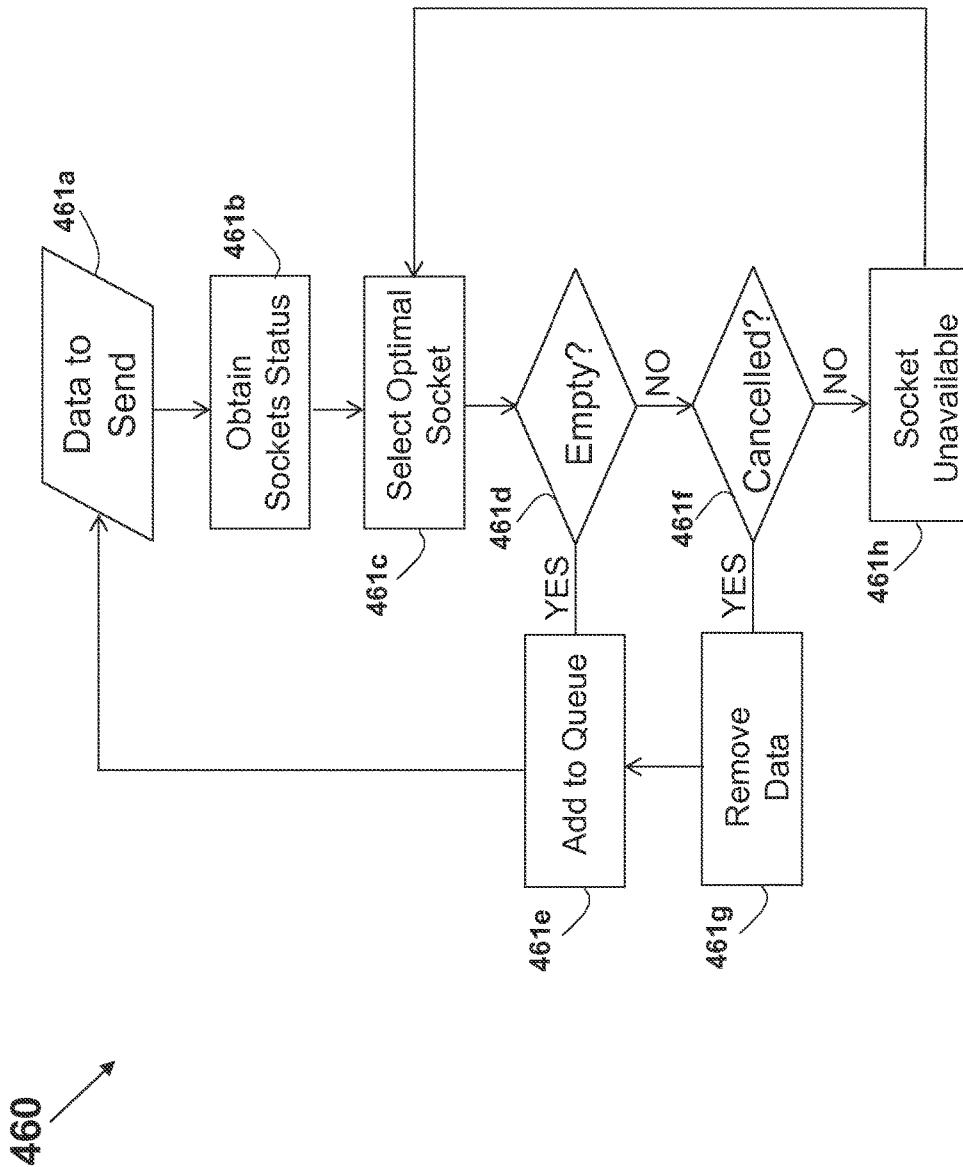 460
Data to
Send
461a
Obtain
Sockets Status
461b
Select Optimal
Socket
461c
Empty?
461d
YES
NO
Add to Queue
461e
Cancelled?
461f
YES
NO
Remove
Data
461g
Socket
Unavailable
461h